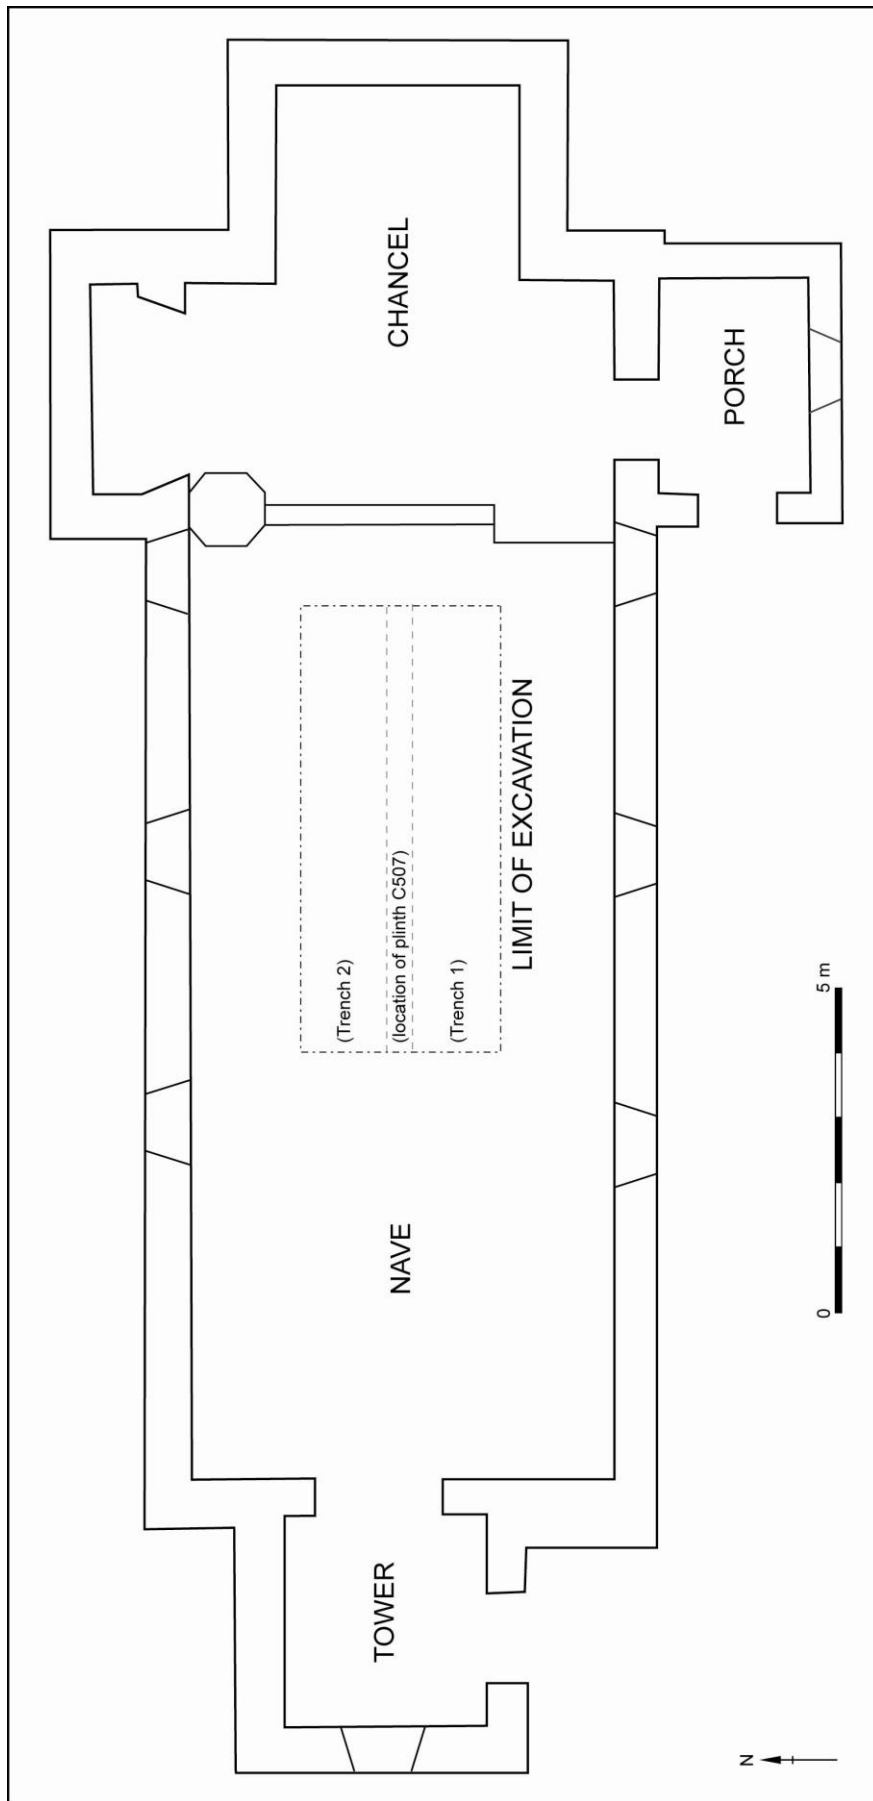 CHANCEL
PORCH
(Trench 2)
(location of plinth C507)
(Trench 1)
LIMIT OF EXCAVATION
NAVE
TOWER
0 5 m
N